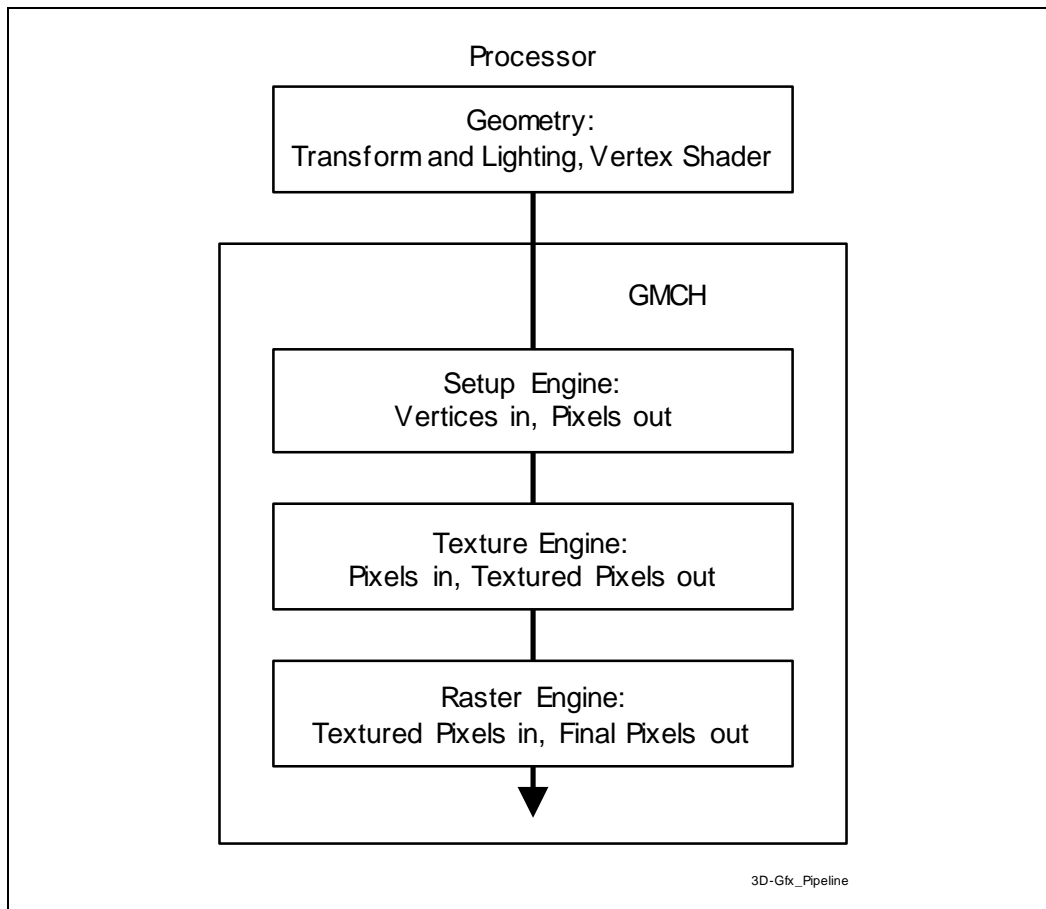 Processor
Geometry:
Transform and Lighting, Vertex Shader
GMCH
Setup Engine:
Vertices in, Pixels out
Texture Engine:
Pixels in, Textured Pixels out
Raster Engine:
Textured Pixels in, Final Pixels out
3D-Gfx_Pipeline